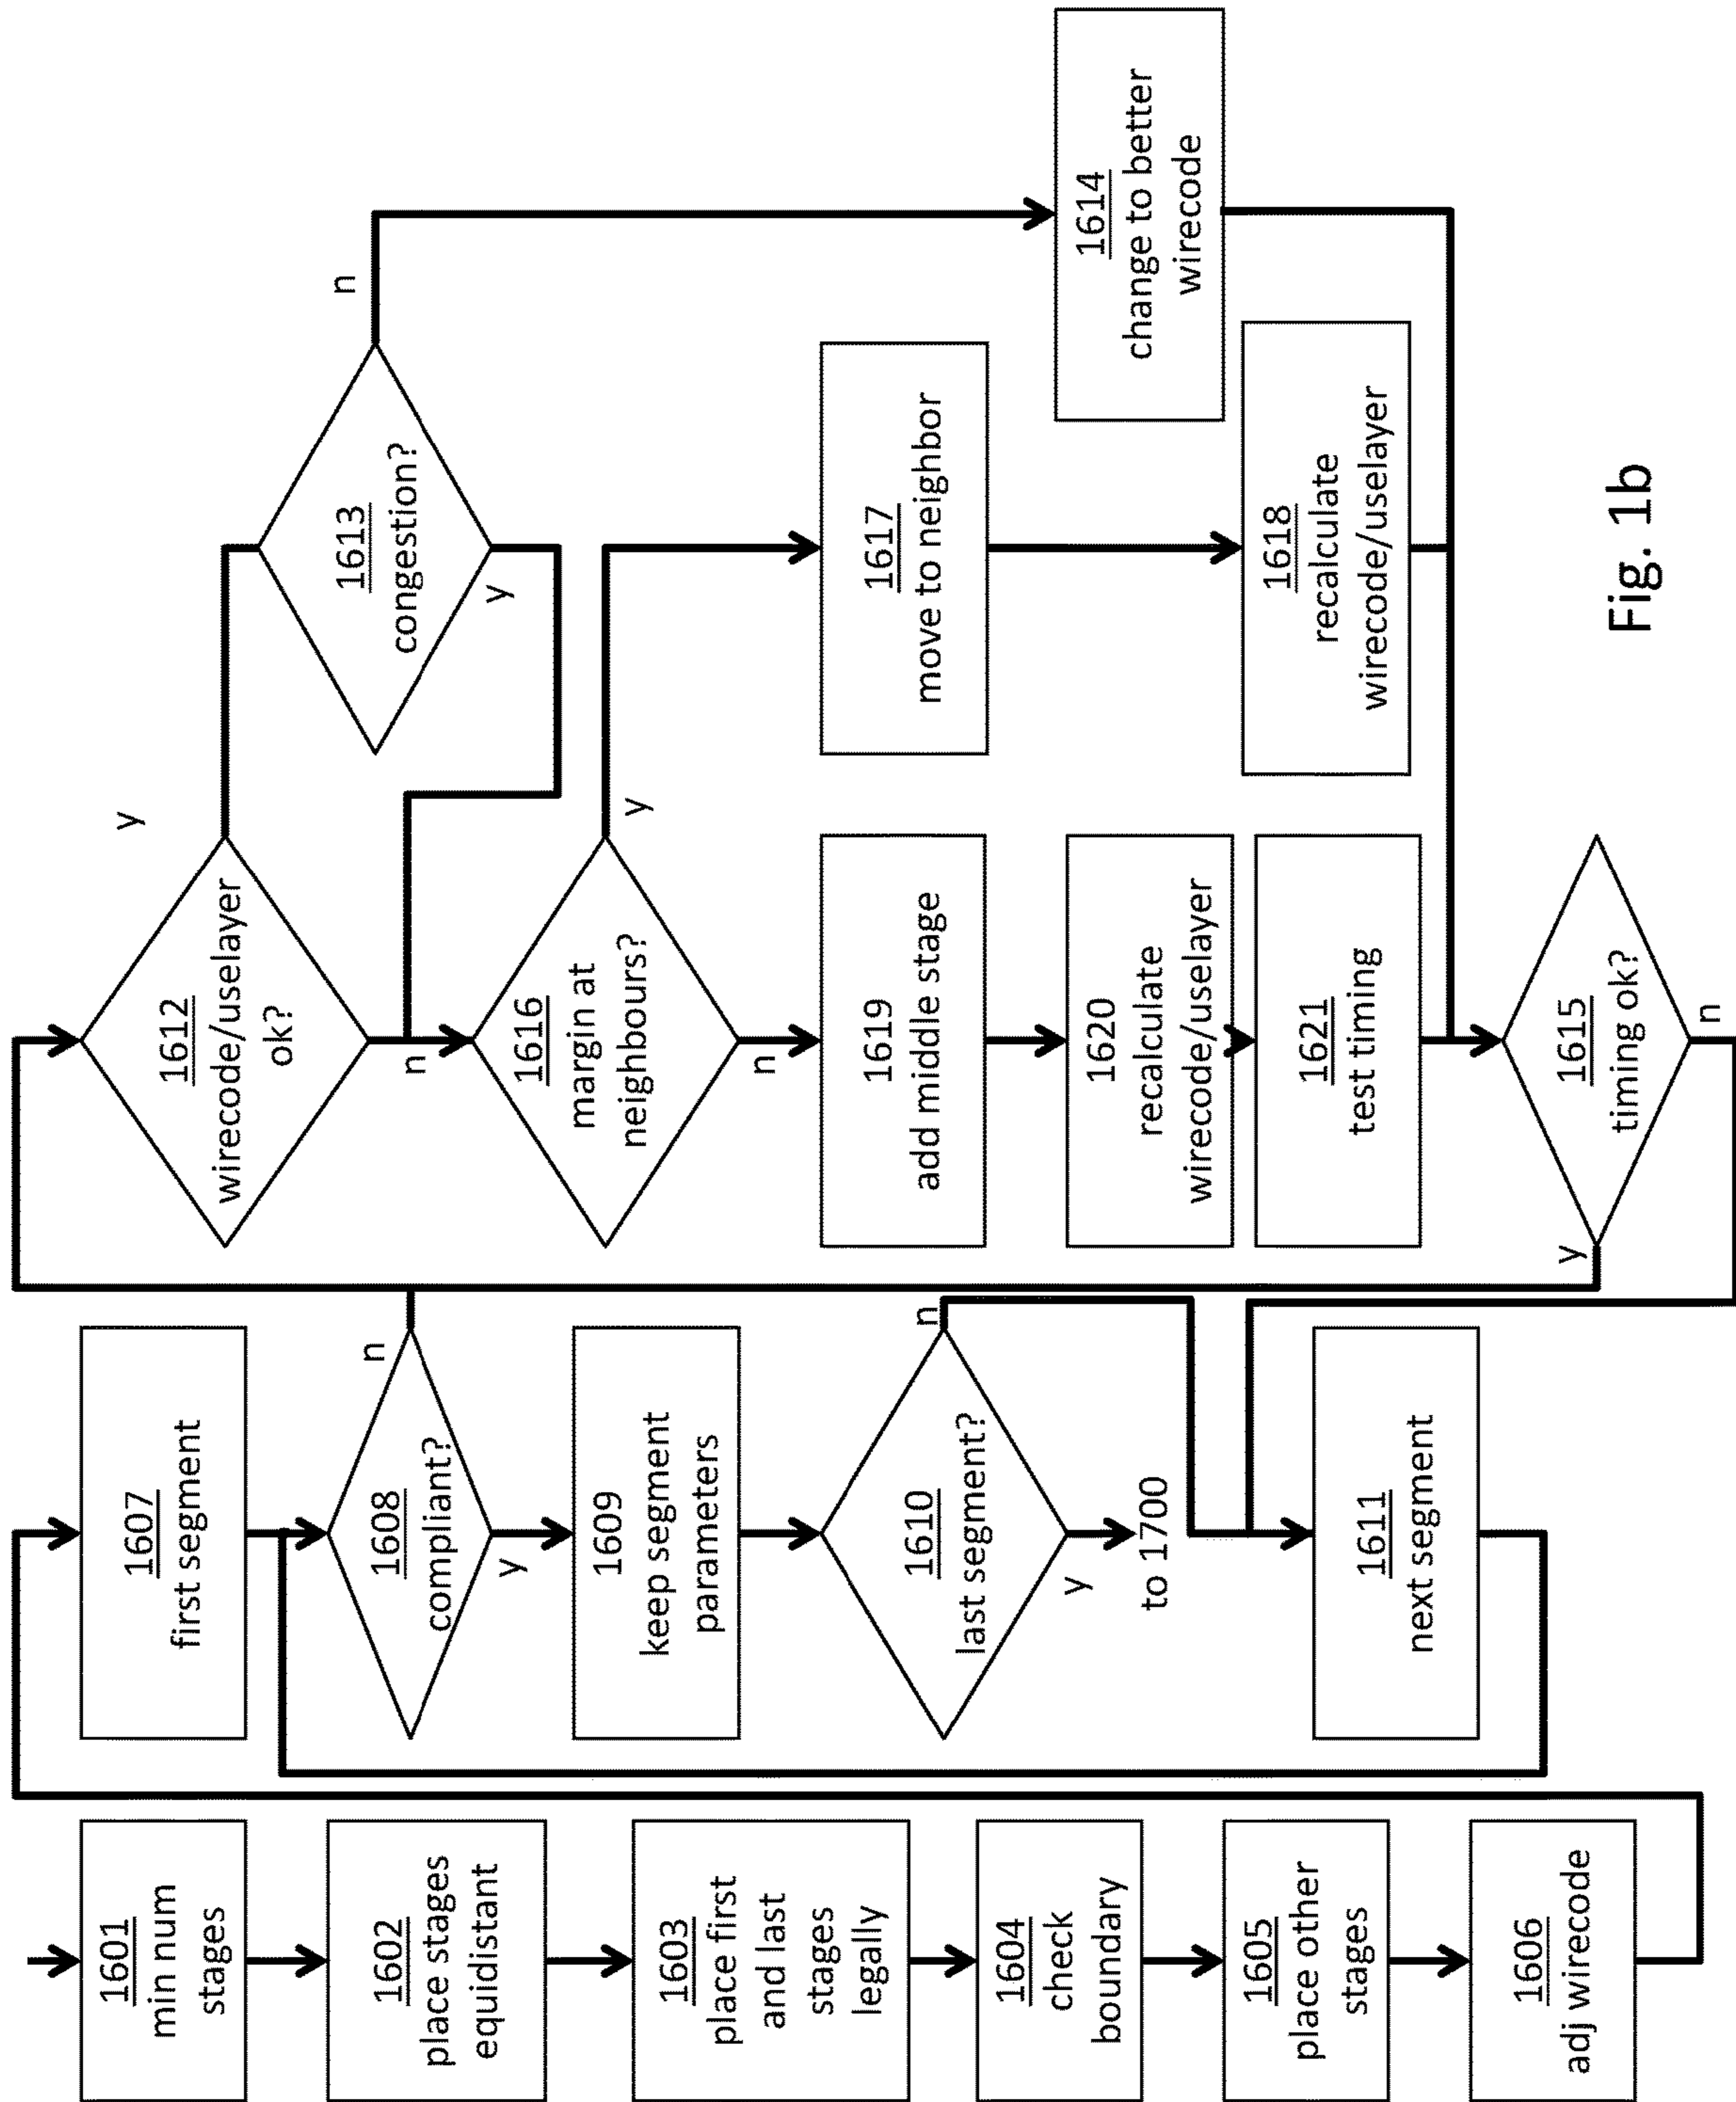 1601
min num
stages
1602
place stages
equidistant
1603
place first
and last
stages
legally
1604
check
boundary
1605
place other
stages
1606
adj wirecode
1607
first segment
1608
compliant?
n
y
1609
keep segment
parameters
1610
last segment?
n
y
to 1700
1611
next segment
1612
wirecode/uselayer
ok?
y
n
1613
congestion?
n
y
1616
margin at
neighbours?
y
n
1619
add middle stage
1620
recalculate
wirecode/uselayer
1621
test timing
1615
timing ok?
y
n
1617
move to neighbor
1618
recalculate
wirecode/uselayer
1614
change to better
wirecode
Fig. 1b